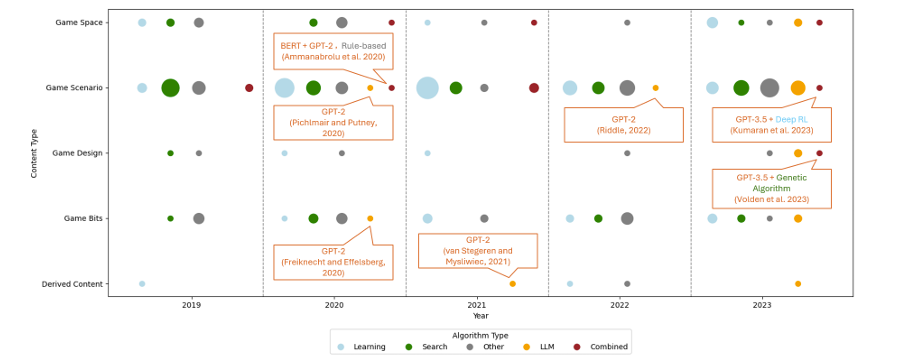 Game Space
BERT + GPT-2 , Rule-based
(Ammanabrolu et al. 2020)
Game Scenario
GPT-2
(Pichlmair and Putney,
2020)
GPT-2
(Riddle, 2022)
GPT-3.5 + Deep RL
(Kumaran et al. 2023)
Content Type
Game Design
GPT-3.5 + Genetic
Algorithm
(Volden et al. 2023)
Game Bits
GPT-2
(Freiknecht and Effelsberg,
2020)
GPT-2
(van Stegeren and
Myśliwiec, 2021)
Derived Content
2019
2020
2021
2022
2023
Year
Algorithm Type
Learning
Search
Other
LLM
Combined